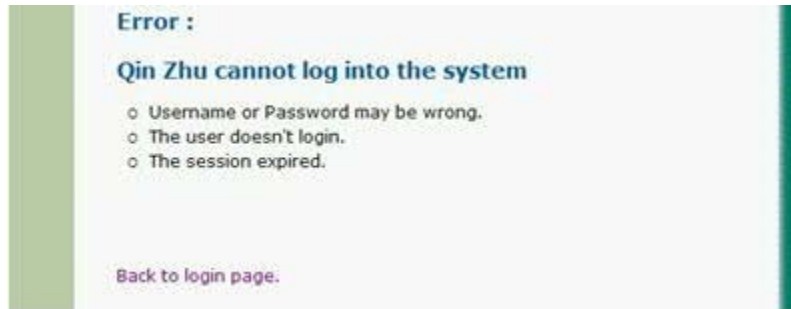 Error :
Qin Zhu cannot log into the system
Username or Password may be wrong.
The user doesn't login.
The session expired.
Back to login page.